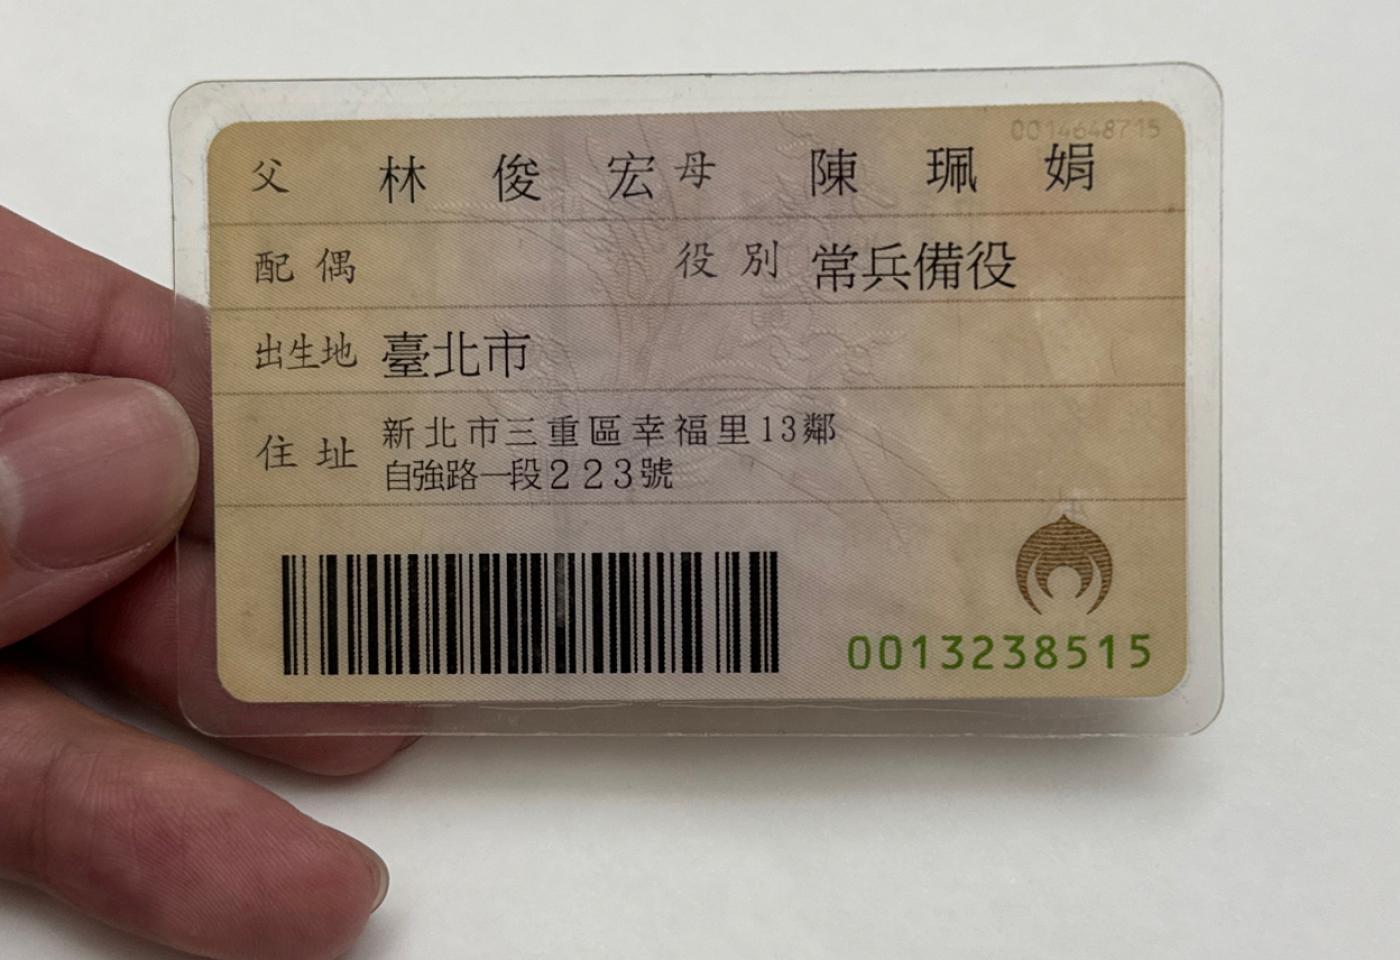 0014648715
父 林俊宏 母 陳珮娟
配偶 役別 常兵備役
出生地 臺北市
住址 新北市三重區幸福里13鄰
自強路一段223號
0013238515